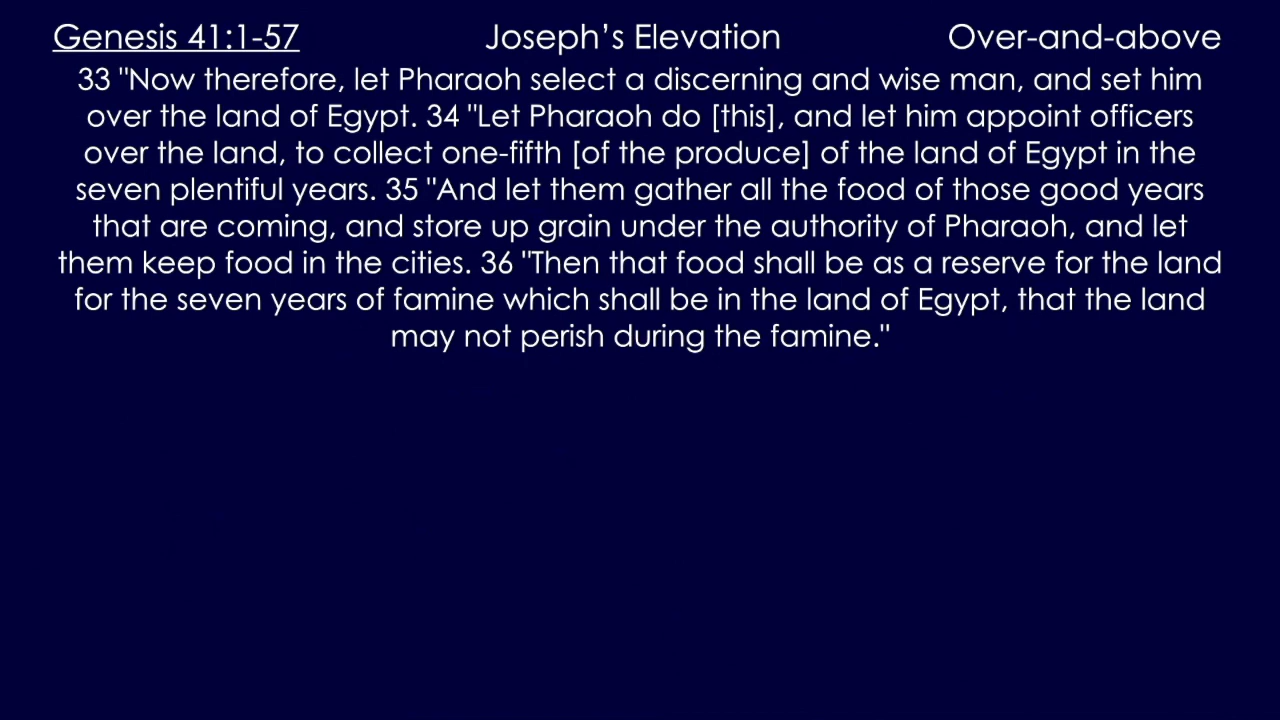 Genesis 41:1-57 Joseph’s Elevation Over-and-above
33 "Now therefore, let Pharaoh select a discerning and wise man, and set him
over the land of Egypt. 34 "Let Pharaoh do [this], and let him appoint officers
over the land, to collect one-fifth [of the produce] of the land of Egypt in the
seven plentiful years. 35 "And let them gather all the food of those good years
that are coming, and store up grain under the authority of Pharaoh, and let
them keep food in the cities. 36 "Then that food shall be as a reserve for the land
for the seven years of famine which shall be in the land of Egypt, that the land
may not perish during the famine."